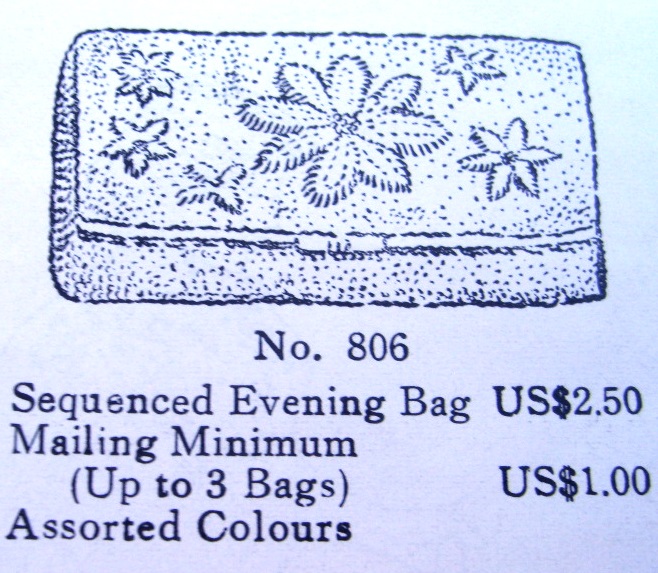 No. 806
Sequenced Evening Bag US$2.50
Mailing Minimum
(Up to 3 Bags) US$1.00
Assorted Colours